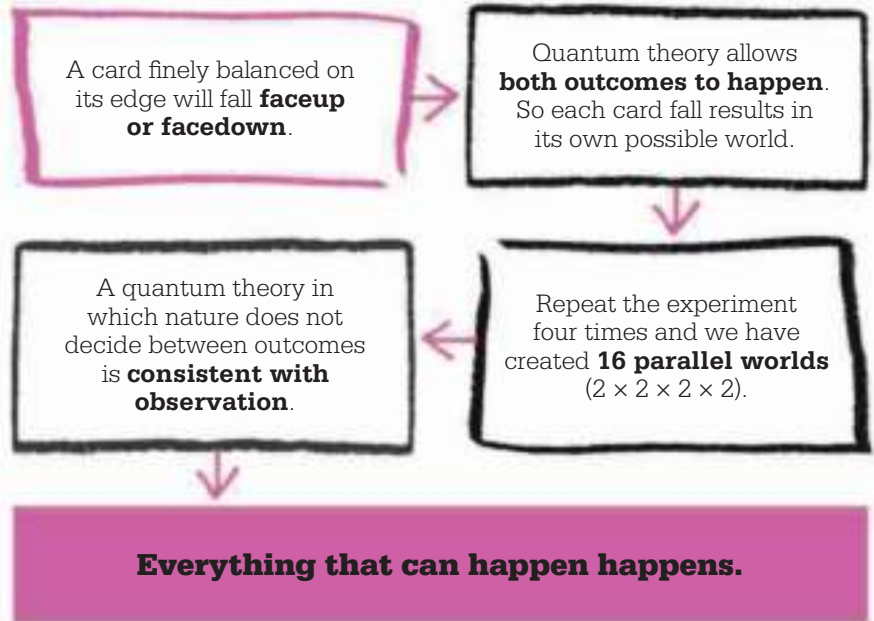 A card finely balanced on
its edge will fall faceup
or facedown.
Quantum theory allows
both outcomes to happen.
So each card fall results in
its own possible world.
Repeat the experiment
four times and we have
created 16 parallel worlds
(2 × 2 × 2 × 2).
A quantum theory in
which nature does not
decide between outcomes
is consistent with
observation.
Everything that can happen happens.